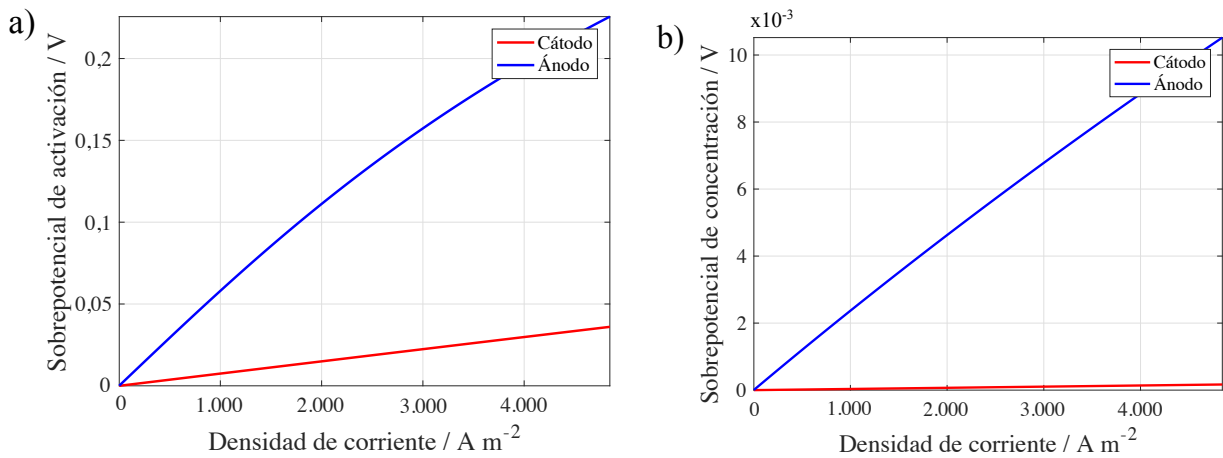 a)
Sobrepotencial de activación / V
0,2
0,15
0,1
0,05
0
0
1.000
2.000
3.000
4.000
Densidad de corriente / A m-2
Cátodo
Ánodo
b)
x10-3
Sobrepotencial de concentración / V
10
8
6
4
2
0
0
1.000
2.000
3.000
4.000
Densidad de corriente / A m-2
Cátodo
Ánodo